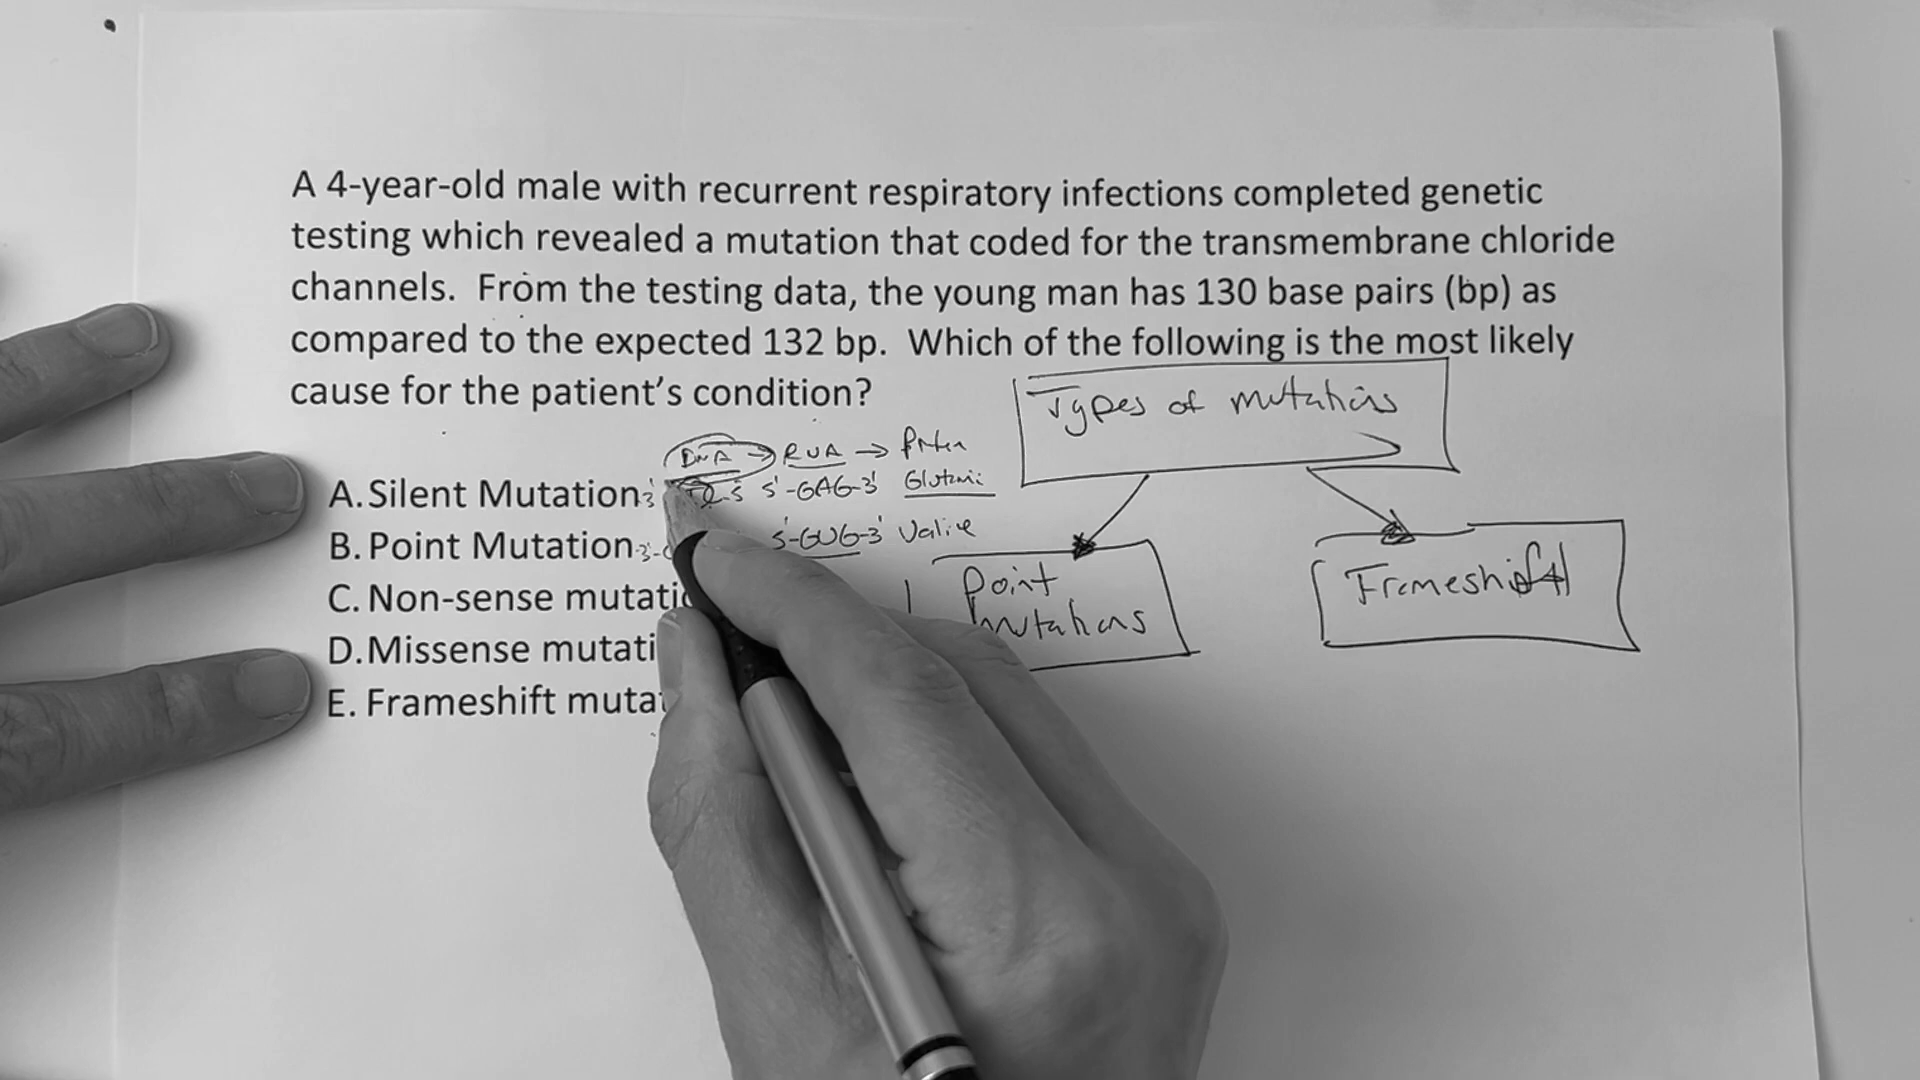 A 4-year-old male with recurrent respiratory infections completed genetic
testing which revealed a mutation that coded for the transmembrane chloride
channels. From the testing data, the young man has 130 base pairs (bp) as
compared to the expected 132 bp. Which of the following is the most likely
cause for the patient's condition?
Types of mutations
DNA → RNA → Protein
A. Silent Mutation 3' 5'-GAG-3' Glutamic
B. Point Mutation 3'- 5'-GUG-3' Valine
C. Non-sense
D. Missense
E. Frameshift
Point
mutations
Frameshift